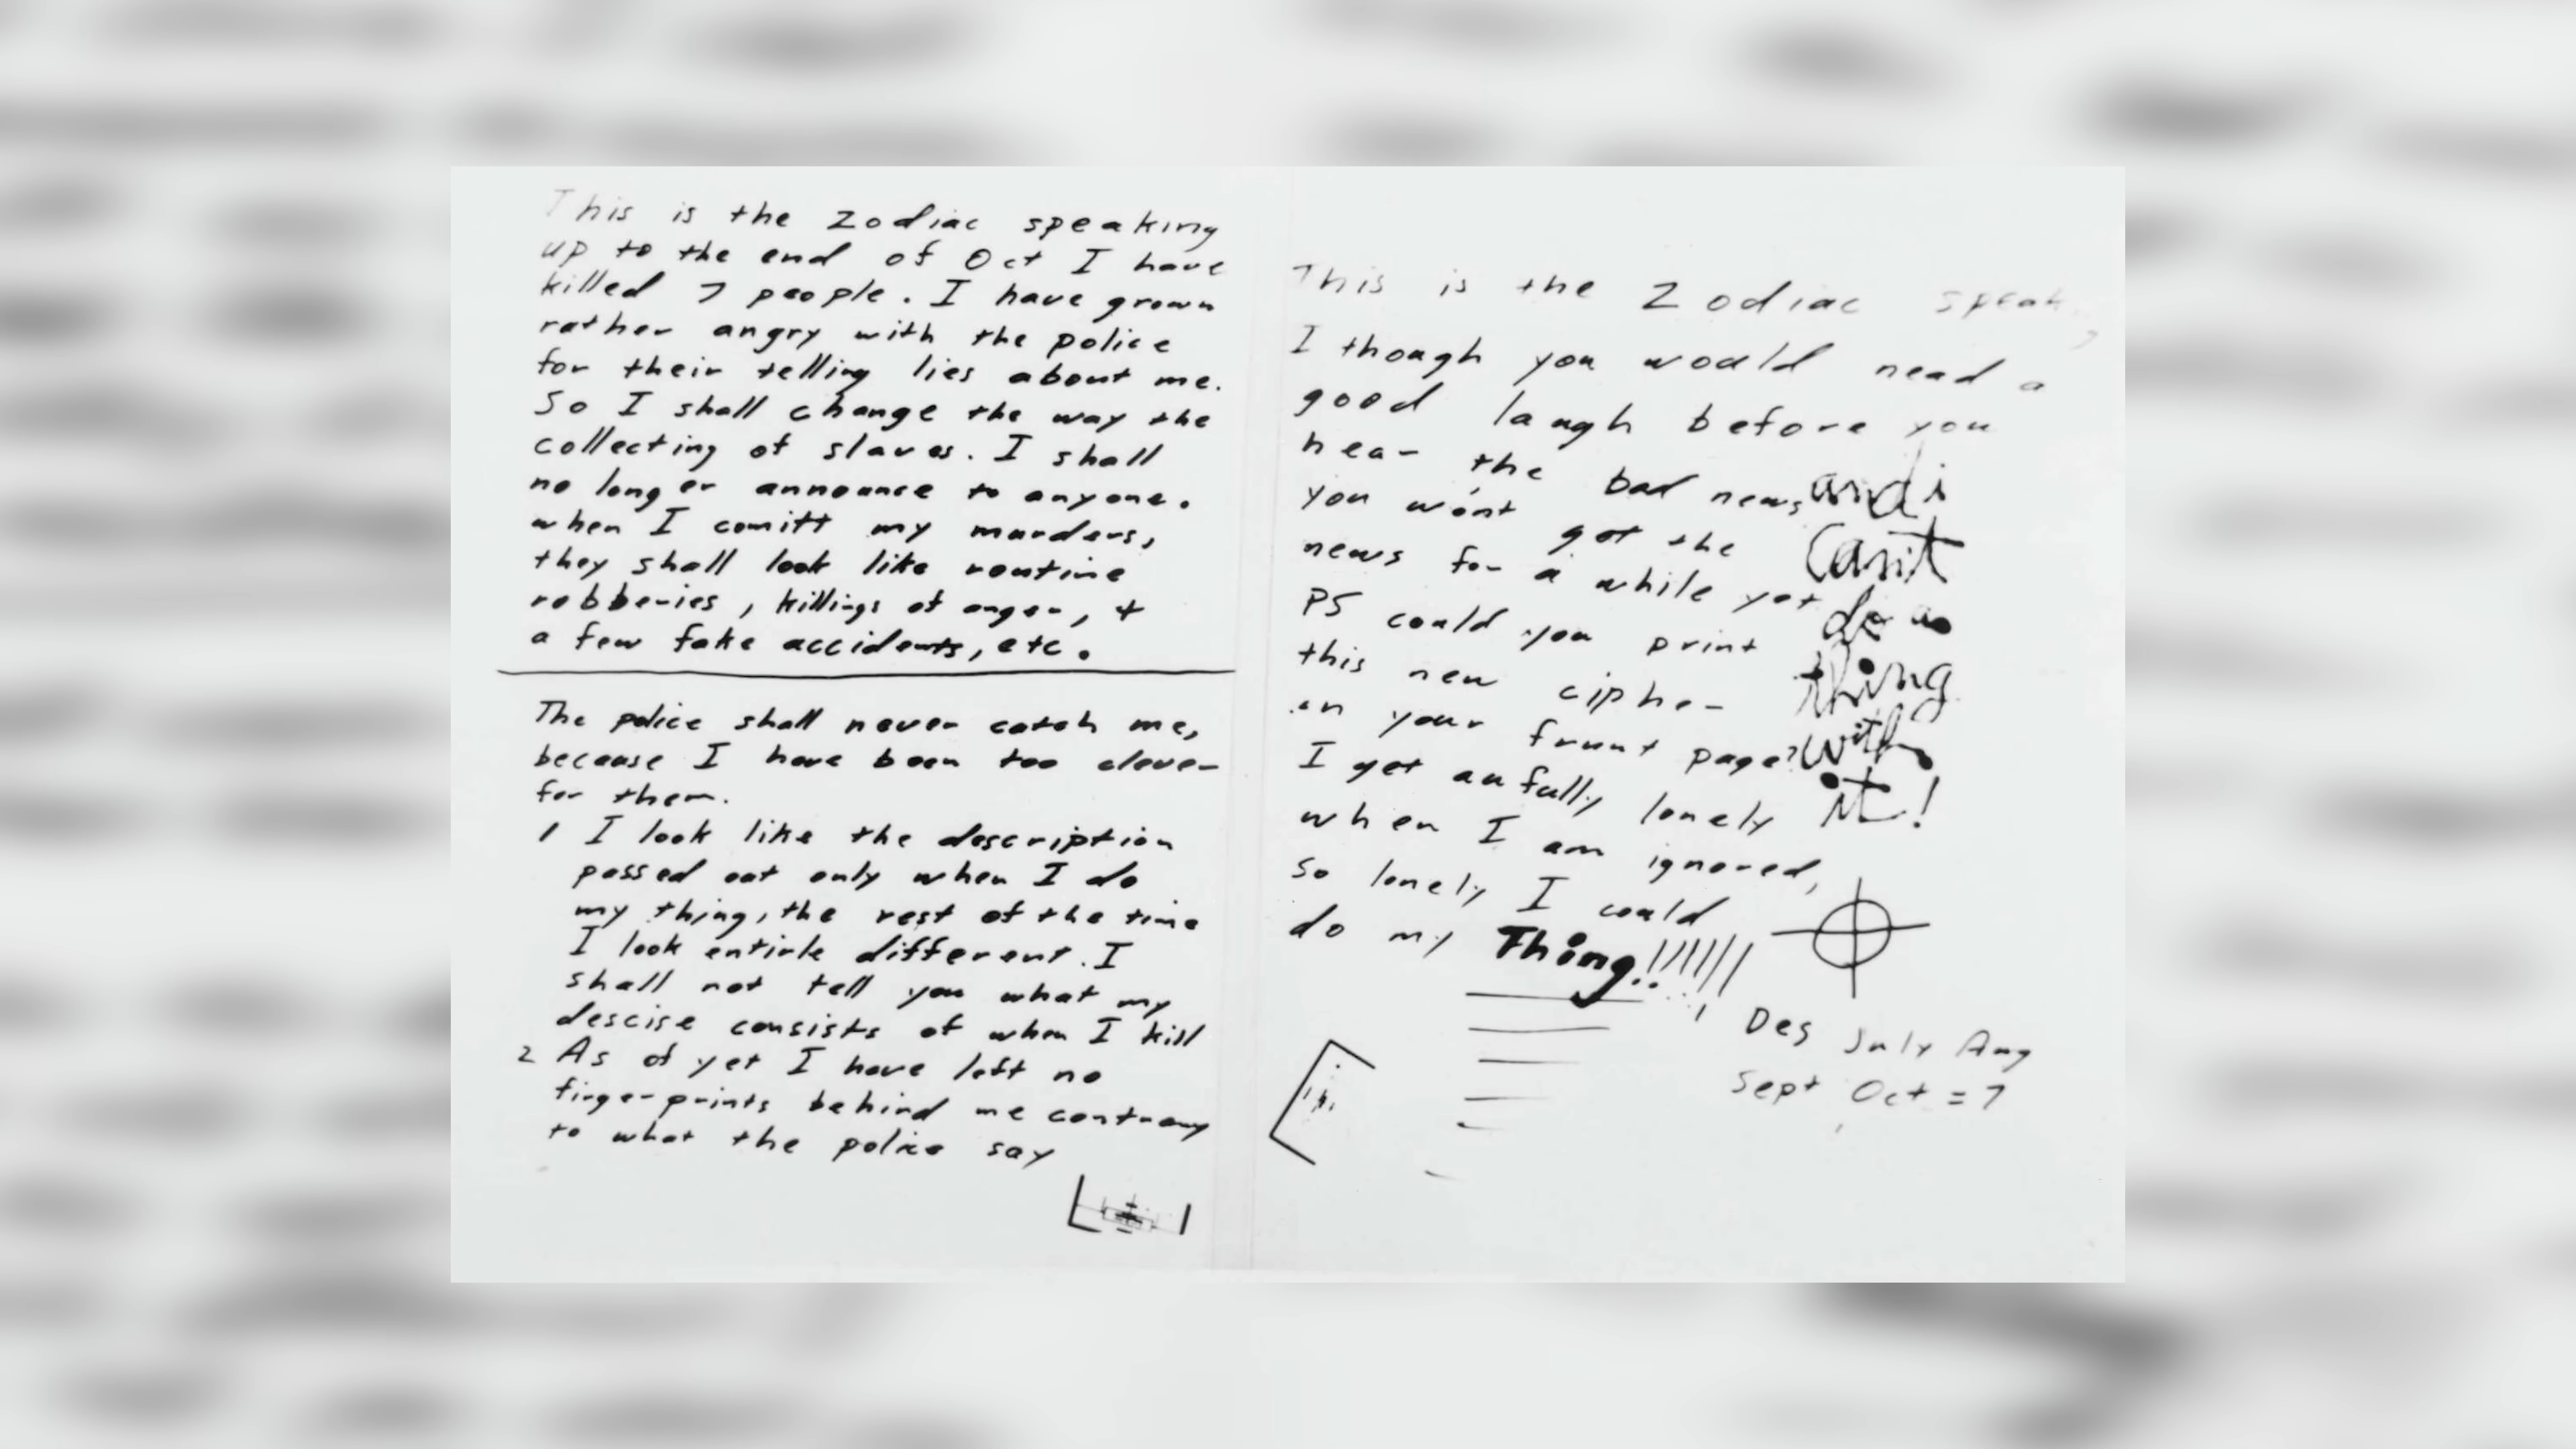 This is the Zodiac speaking
up to the end of Oct I have
killed 7 people. I have grown
rather angry with the police
for their telling lies about me.
So I shall change the way the
collecting of slaves. I shall
no longer announce to anyone.
when I comitt my murders,
they shall look like routine
robberies, killings of anger, +
a few fake accidents, etc.
The police shall never catch me,
because I have been too clever
for them.
1 I look like the description
passed out only when I do
my thing, the rest of the time
I look entirle different. I
shall not tell you what my
descise consists of when I kill
2 As of yet I have left no
fingerprints behind me contrary
to what the police say
This is the Zodiac speak
I though you would nead a
good laugh before you
hear the bad news
you won't get the
news for a while yet
PS could you print
this new cipher
on your frunt page?
I get aufully lonely
when I am ignored,
so lonely I could
do my Thing!!!!!!
and i
can't
do a
thing
with
it!
Des July Aug
Sept Oct = 7